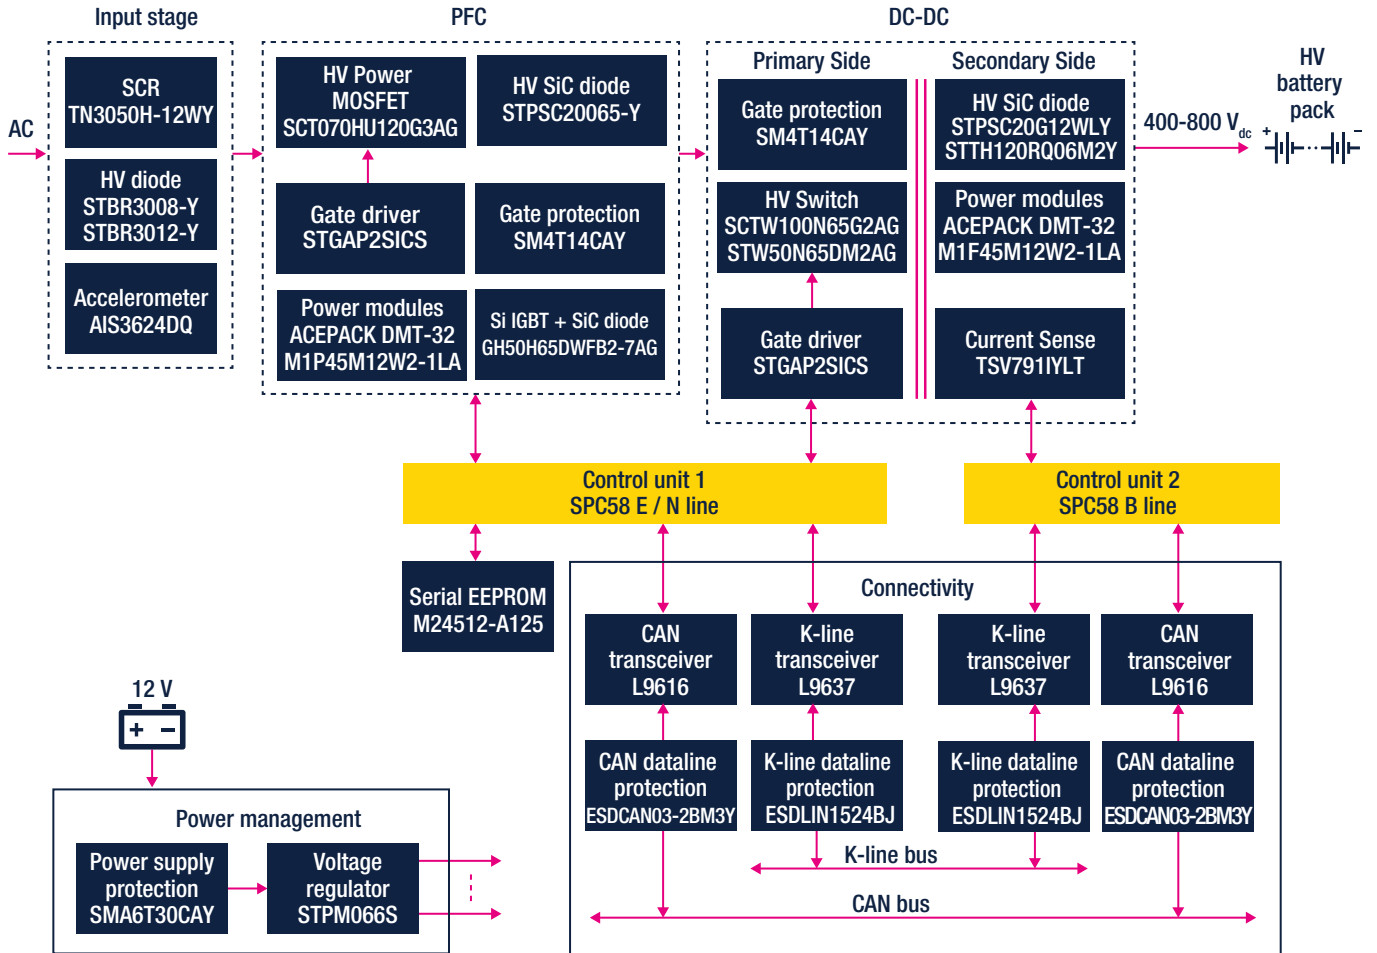 Input stage
PFC
DC-DC
AC
SCR
TN3050H-12WY
HV diode
STBR3008-Y
STBR3012-Y
Accelerometer
AIS3624DQ
HV Power
MOSFET
SCT070HU120G3AG
HV SiC diode
STPSC20065-Y
Gate driver
STGAP2SICS
Gate protection
SM4T14CAY
Power modules
ACEPACK DMT-32
M1P45M12W2-1LA
Si IGBT + SiC diode
GH50H65DWFB2-7AG
Primary Side
Gate protection
SM4T14CAY
HV Switch
SCTW100N65G2AG
STW50N65DM2AG
Gate driver
STGAP2SICS
Secondary Side
HV SiC diode
STPSC20G12WLY
STTH120RQ06M2Y
Power modules
ACEPACK DMT-32
M1F45M12W2-1LA
Current Sense
TSV791IYLT
400-800 Vdc
HV
battery
pack
+ −
Control unit 1
SPC58 E / N line
Control unit 2
SPC58 B line
Serial EEPROM
M24512-A125
Connectivity
CAN
transceiver
L9616
K-line
transceiver
L9637
K-line
transceiver
L9637
CAN
transceiver
L9616
CAN dataline
protection
ESDCAN03-2BM3Y
K-line dataline
protection
ESDLIN1524BJ
K-line dataline
protection
ESDLIN1524BJ
CAN dataline
protection
ESDCAN03-2BM3Y
K-line bus
CAN bus
12 V
+ −
Power management
Power supply
protection
SMA6T30CAY
Voltage
regulator
STPM066S